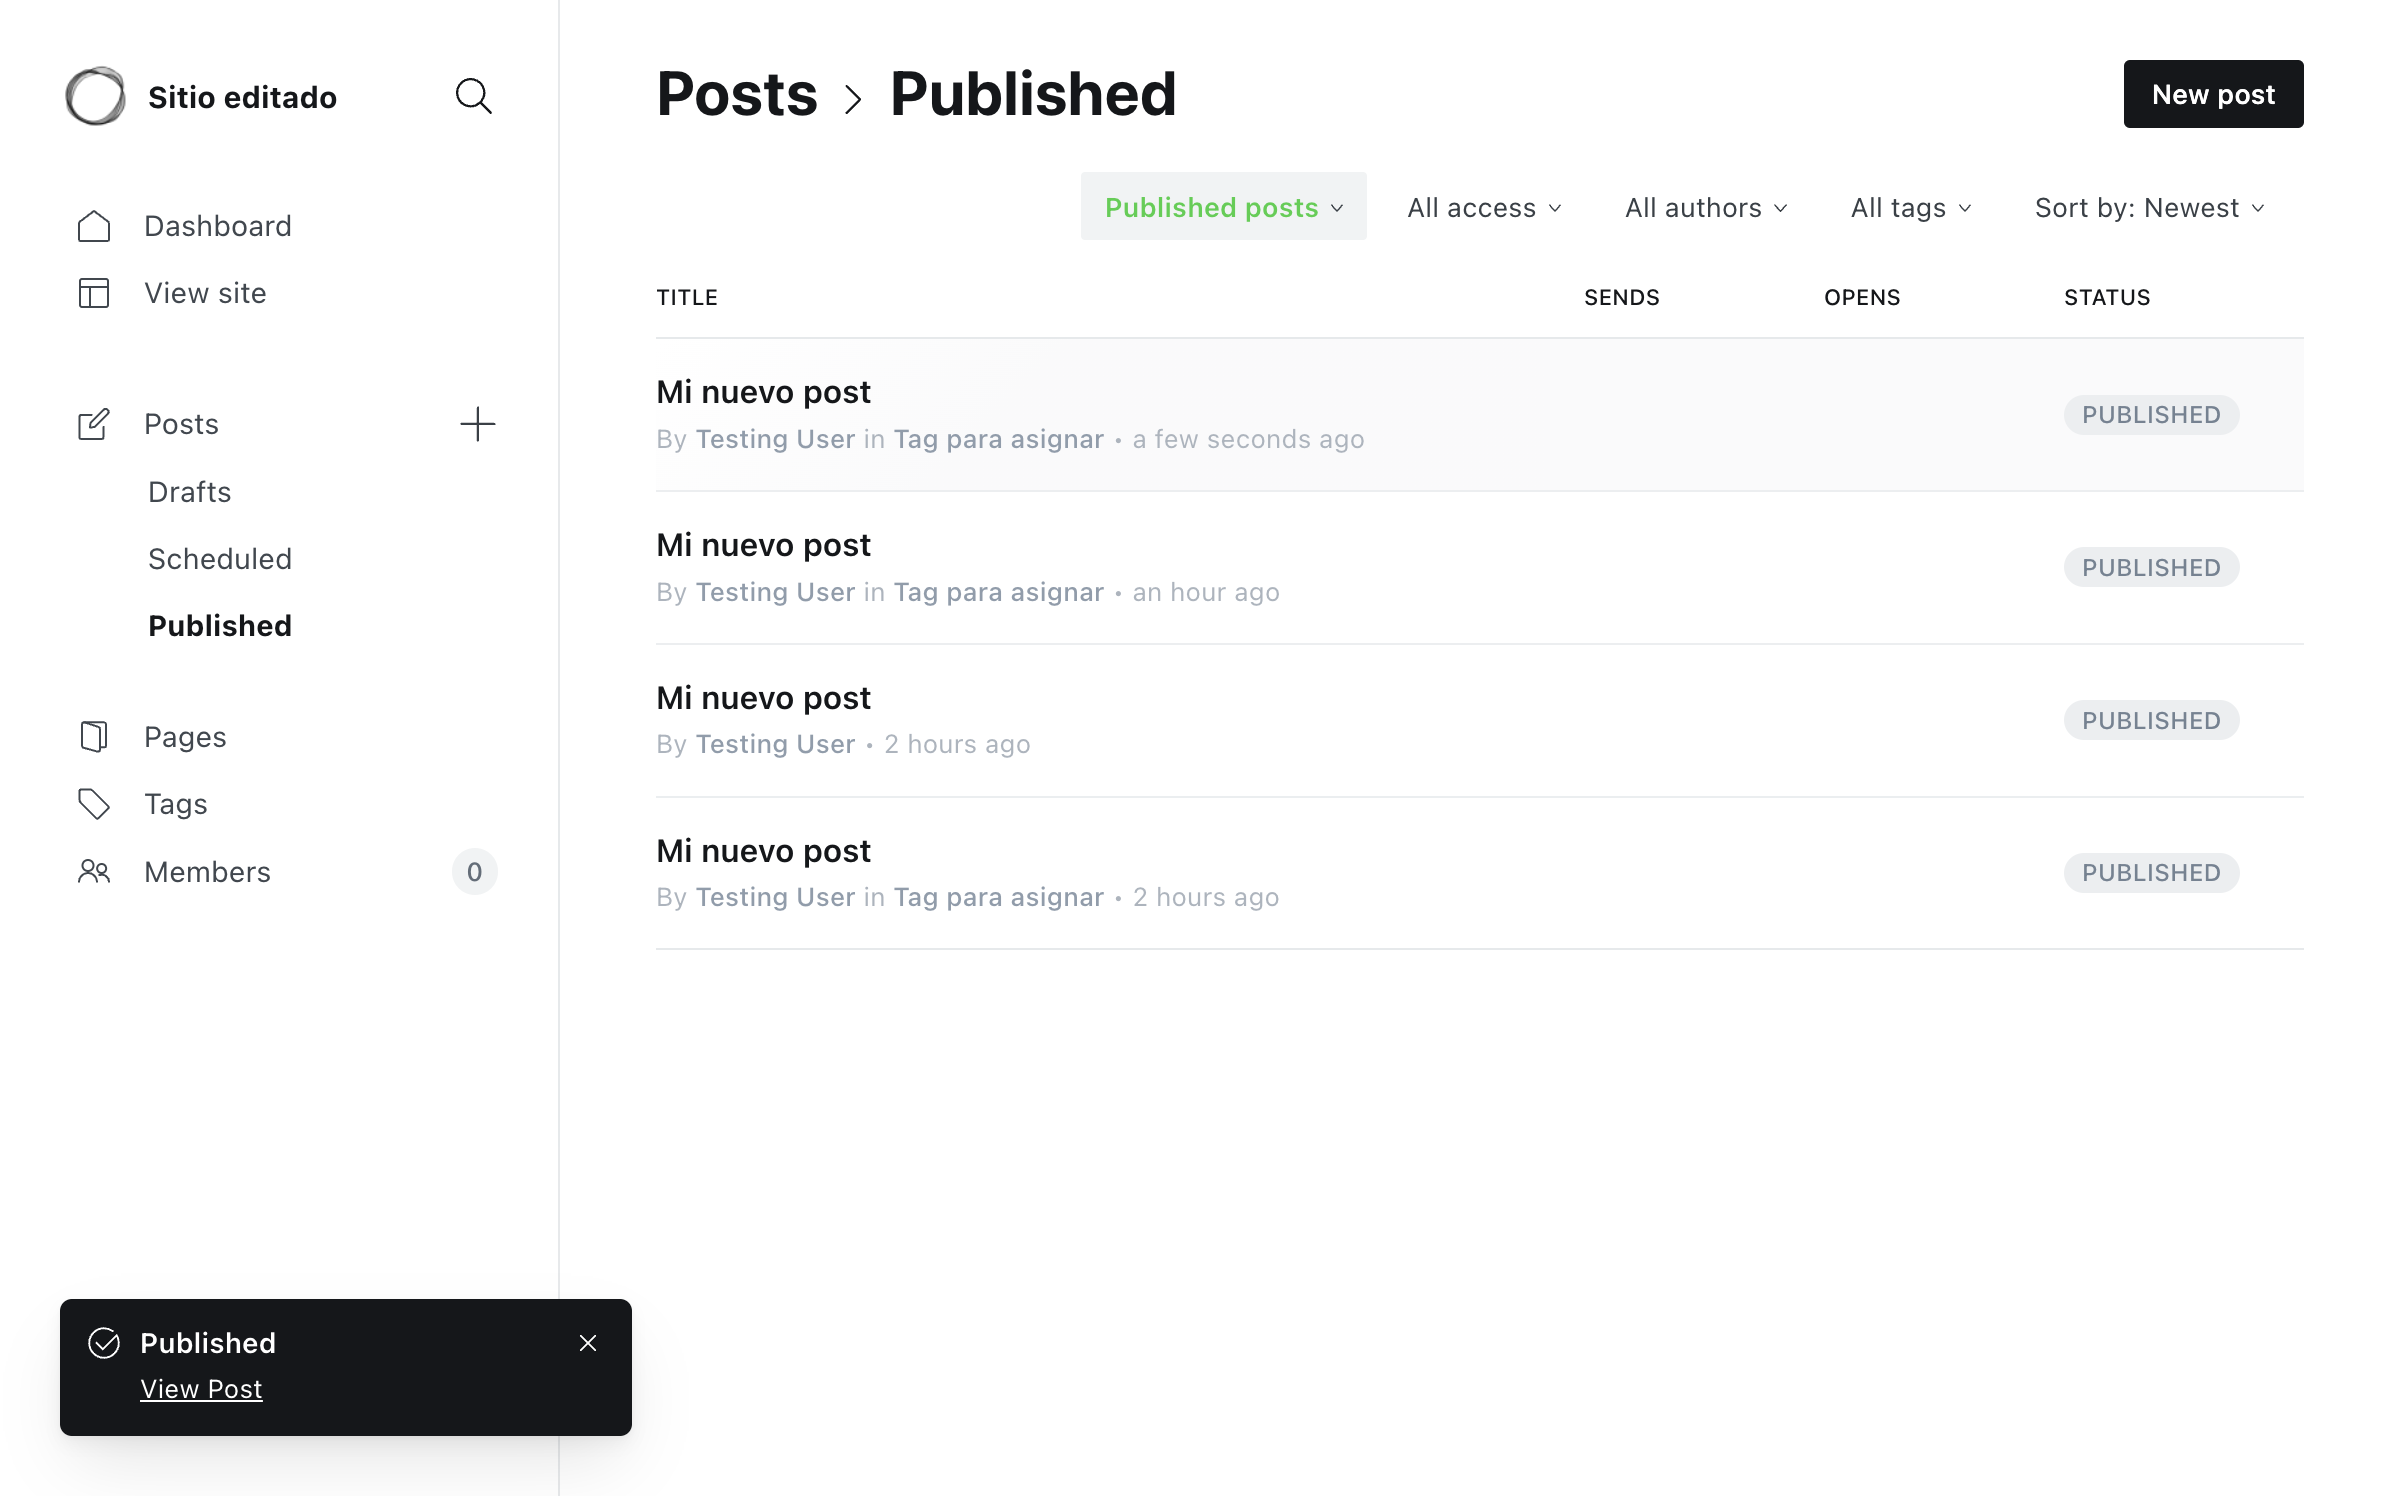 Sitio editado
Dashboard
View site
Posts
Drafts
Scheduled
Published
Pages
Tags
Members 0
Posts > Published
New post
Published posts All access All authors All tags Sort by: Newest
TITLE SENDS OPENS STATUS
Mi nuevo post
By Testing User in Tag para asignar • a few seconds ago
PUBLISHED
Mi nuevo post
By Testing User in Tag para asignar • an hour ago
PUBLISHED
Mi nuevo post
By Testing User • 2 hours ago
PUBLISHED
Mi nuevo post
By Testing User in Tag para asignar • 2 hours ago
PUBLISHED
Published
View Post